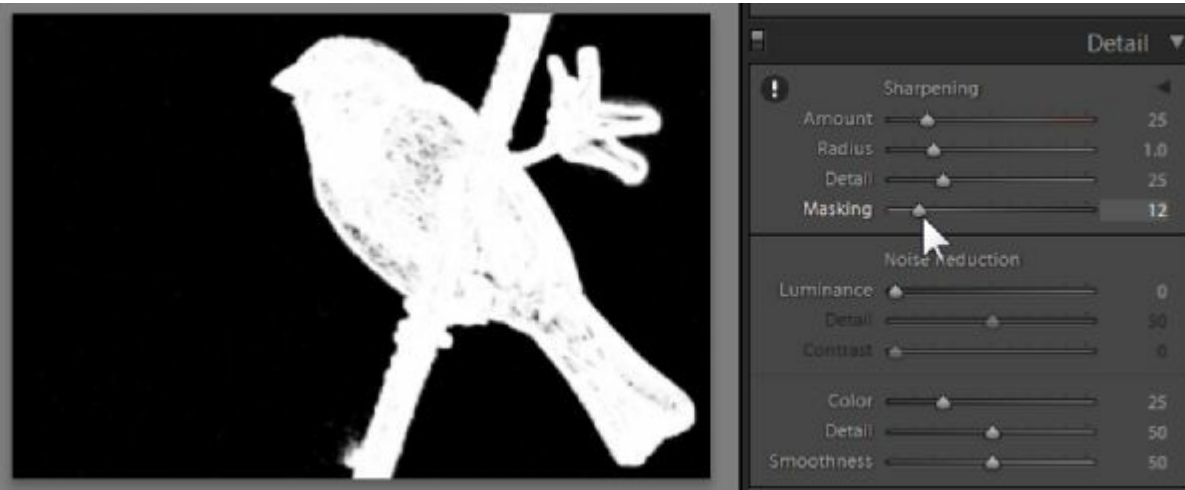 Detail
Sharpening
Amount 25
Radius 1.0
Detail 25
Masking 12
Noise Reduction
Luminance 0
Detail 50
Contrast 0
Color 25
Detail 50
Smoothness 50